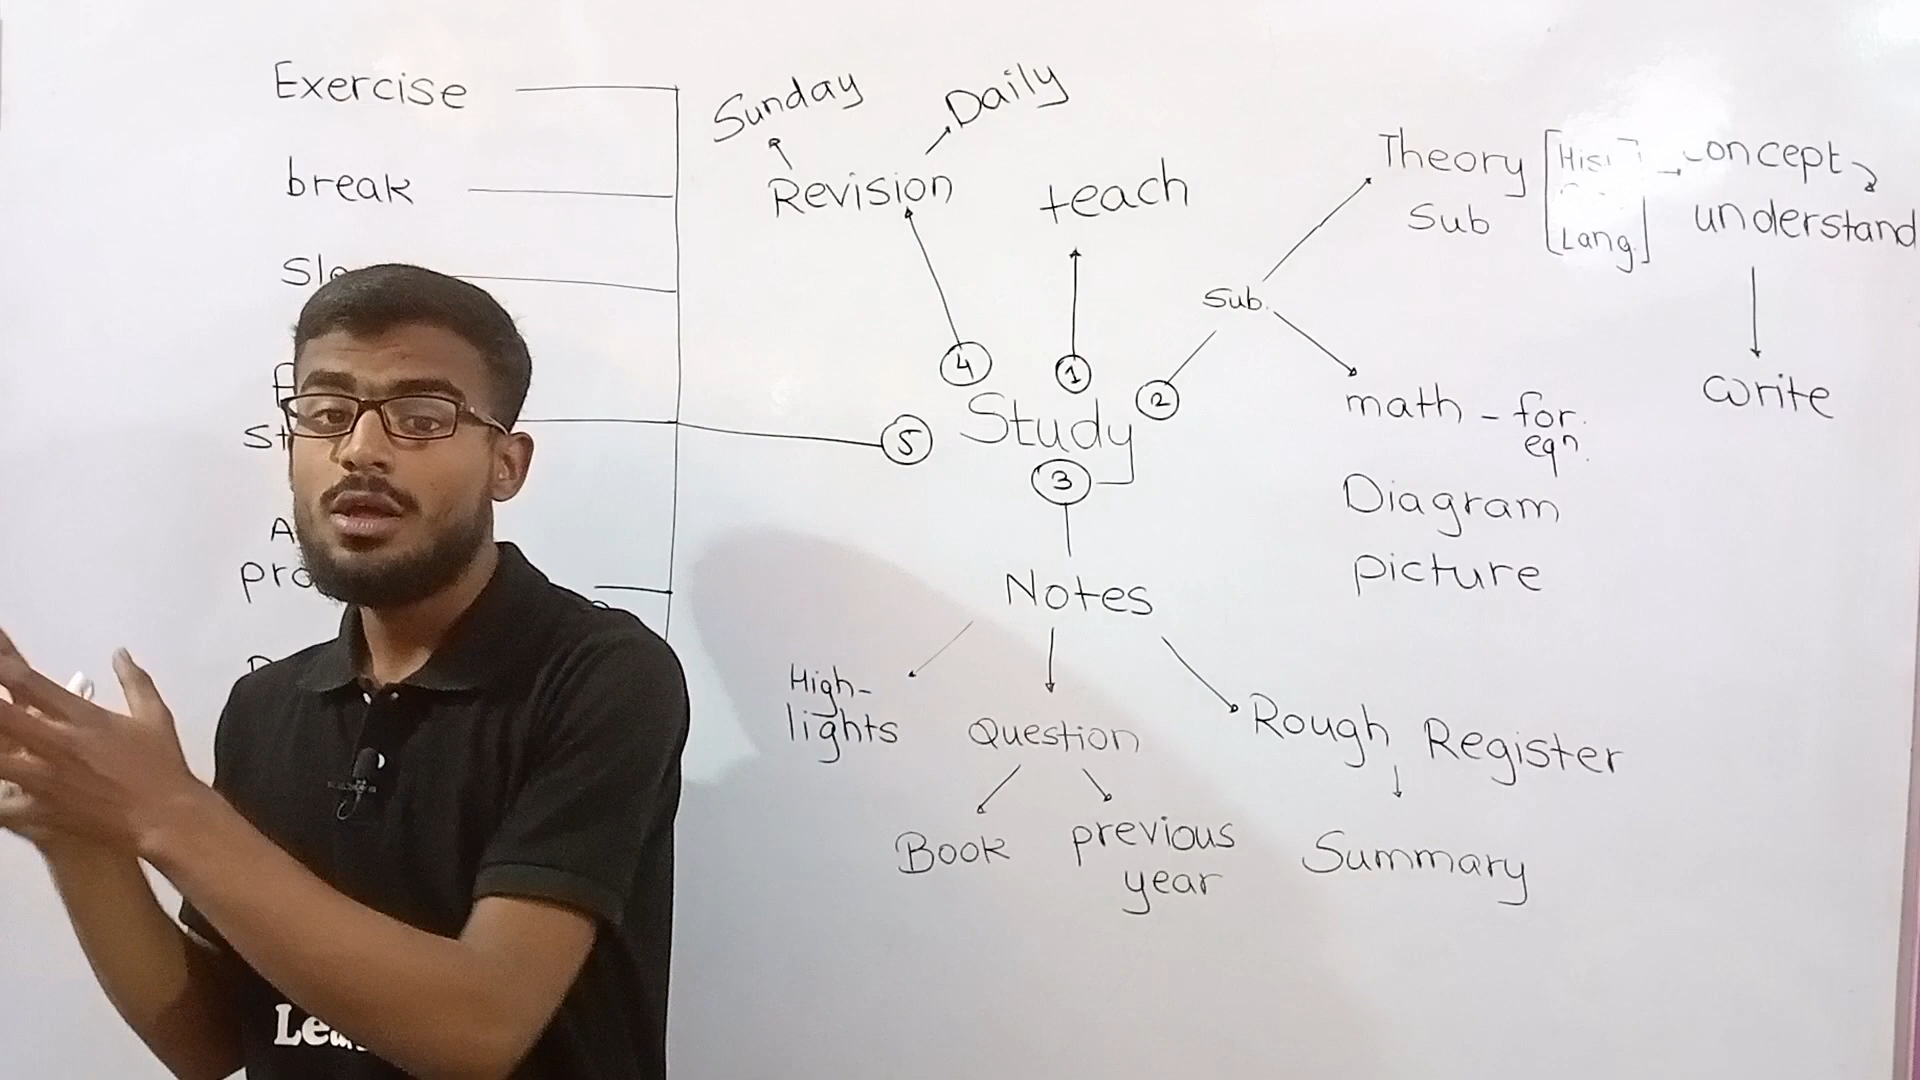 Exercise
break
Sunday
Daily
Revision
teach
Theory
Sub
Lang.
concept
understand
write
Sub.
math - for.
eqn.
Diagram
picture
4
1
2
5
Study
3
Notes
High-
lights
Question
Rough Register
Book
previous
year
Summary